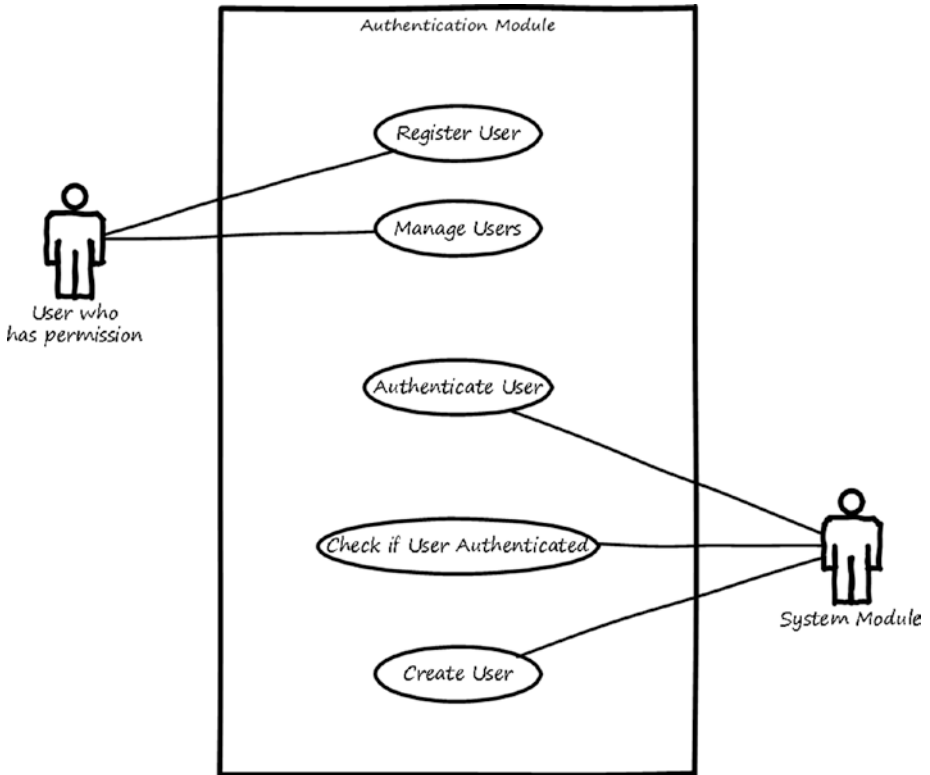 Authentication Module
Register User
Manage Users
User who
has permission
Authenticate User
Check if User Authenticated
System Module
Create User